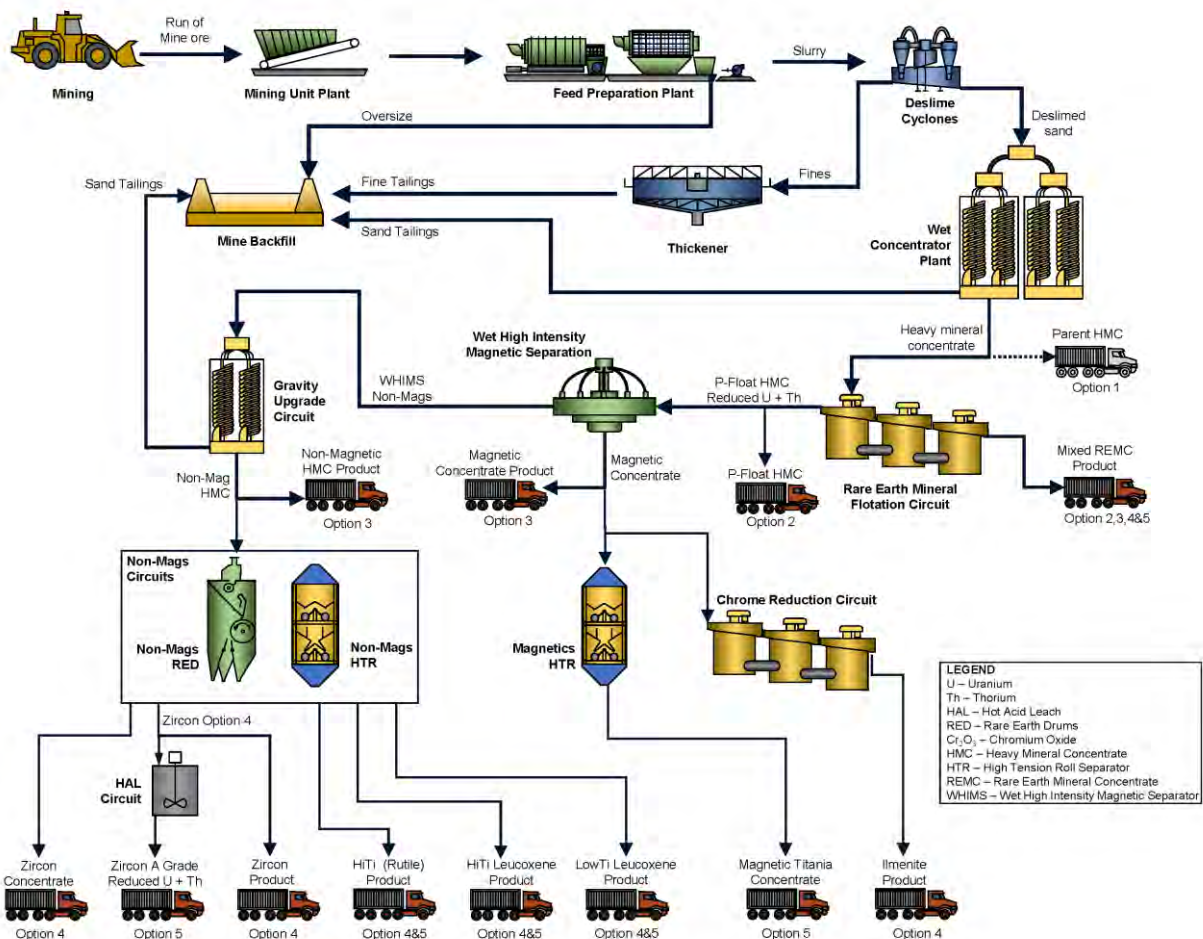 Run of
Mine ore
Mining
Mining Unit Plant
Feed Preparation Plant
Slurry
Deslime
Cyclones
Oversize
Deslimed
sand
Sand Tailings
Fine Tailings
Fines
Sand Tailings
Mine Backfill
Thickener
Wet
Concentrator
Plant
Heavy mineral
concentrate
Parent HMC
Option 1
Wet High Intensity
Magnetic Separation
Gravity
Upgrade
Circuit
WHIMS
Non-Mags
P-Float HMC
Reduced U + Th
Non-Mag
HMC
Non-Magnetic
HMC Product
Option 3
Magnetic
Concentrate Product
Option 3
Magnetic
Concentrate
P-Float HMC
Option 2
Rare Earth Mineral
Flotation Circuit
Mixed REMC
Product
Option 2,3,4&5
Non-Mags
Circuits
Non-Mags
RED
Non-Mags
HTR
Magnetics
HTR
Chrome Reduction Circuit
LEGEND
U – Uranium
Th – Thorium
HAL – Hot Acid Leach
RED – Rare Earth Drums
Cr₂O₃ – Chromium Oxide
HMC – Heavy Mineral Concentrate
HTR – High Tension Roll Separator
REMC – Rare Earth Mineral Concentrate
WHIMS – Wet High Intensity Magnetic Separator
Zircon Option 4
HAL
Circuit
Zircon
Concentrate
Option 4
Zircon A Grade
Reduced U + Th
Option 5
Zircon
Product
Option 4
HiTi (Rutile)
Product
Option 4&5
HiTi Leucoxene
Product
Option 4&5
LowTi Leucoxene
Product
Option 4&5
Magnetic Titania
Concentrate
Option 5
Ilmenite
Product
Option 4